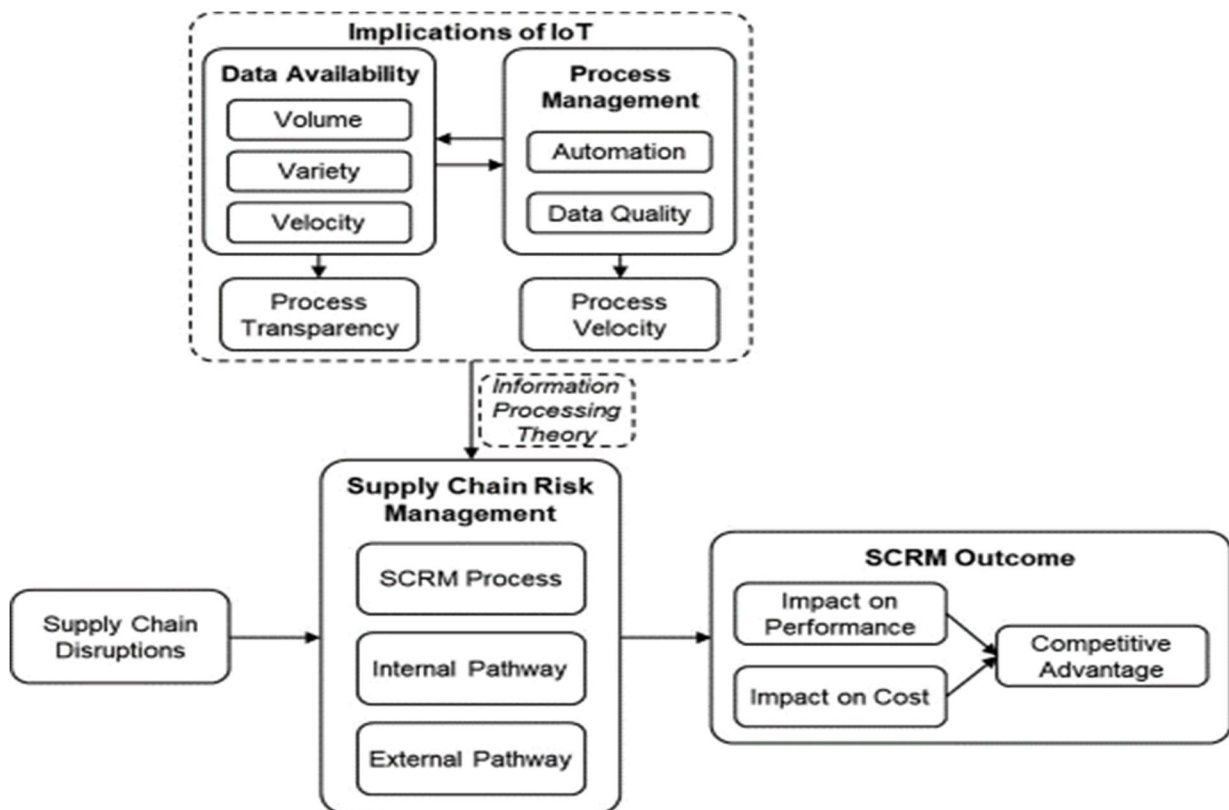 Implications of IoT
Data Availability
Volume
Variety
Velocity
Process
Management
Automation
Data Quality
Process
Transparency
Process
Velocity
Information
Processing
Theory
Supply Chain Risk
Management
SCRM Process
Internal Pathway
External Pathway
Supply Chain
Disruptions
SCRM Outcome
Impact on
Performance
Impact on Cost
Competitive
Advantage